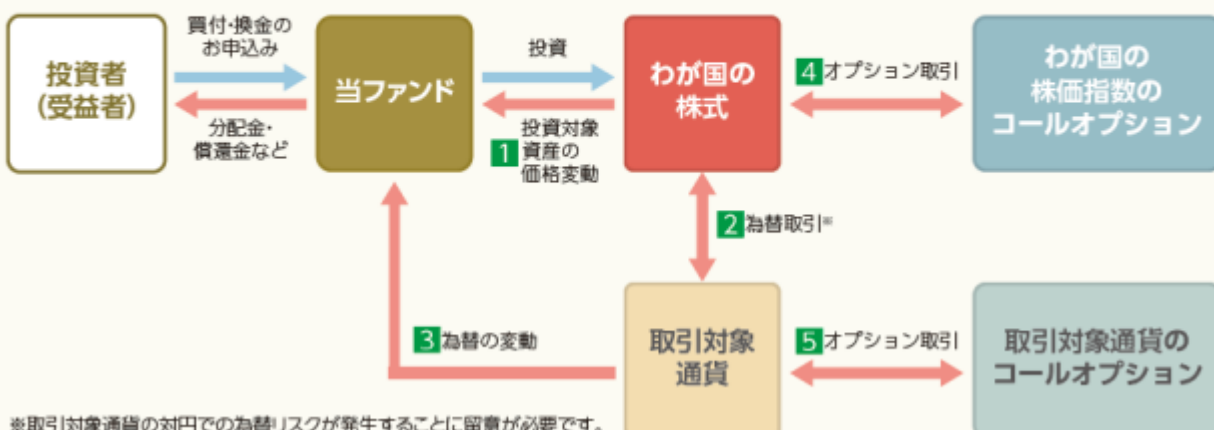 投資者
(受益者)
買付・換金の
お申込み
分配金・
償還金など
当ファンド
投資
1 投資対象
資産の
価格変動
わが国の
株式
4 オプション取引
わが国の
株価指数の
コールオプション
2 為替取引※
3 為替の変動
取引対象
通貨
5 オプション取引
取引対象通貨の
コールオプション
※取引対象通貨の対円での為替リスクが発生することに留意が必要です。